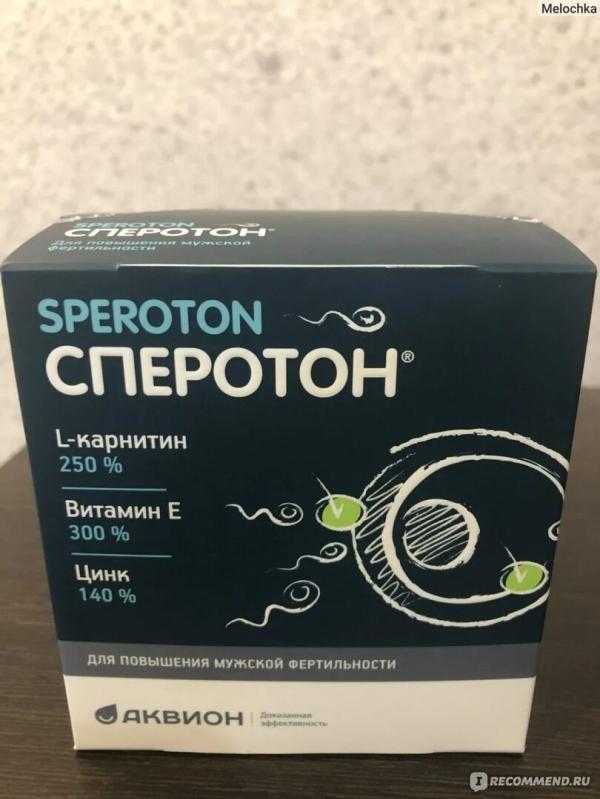 Melochka
SPEROTON
СПЕРОТОН®
Для повышения мужской
фертильности
SPEROTON
СПЕРОТОН®
L-карнитин
250 %
Витамин Е
300 %
Цинк
140 %
ДЛЯ ПОВЫШЕНИЯ МУЖСКОЙ ФЕРТИЛЬНОСТИ
АКВИОН
Доказанная
эффективность
IRECOMMEND.RU